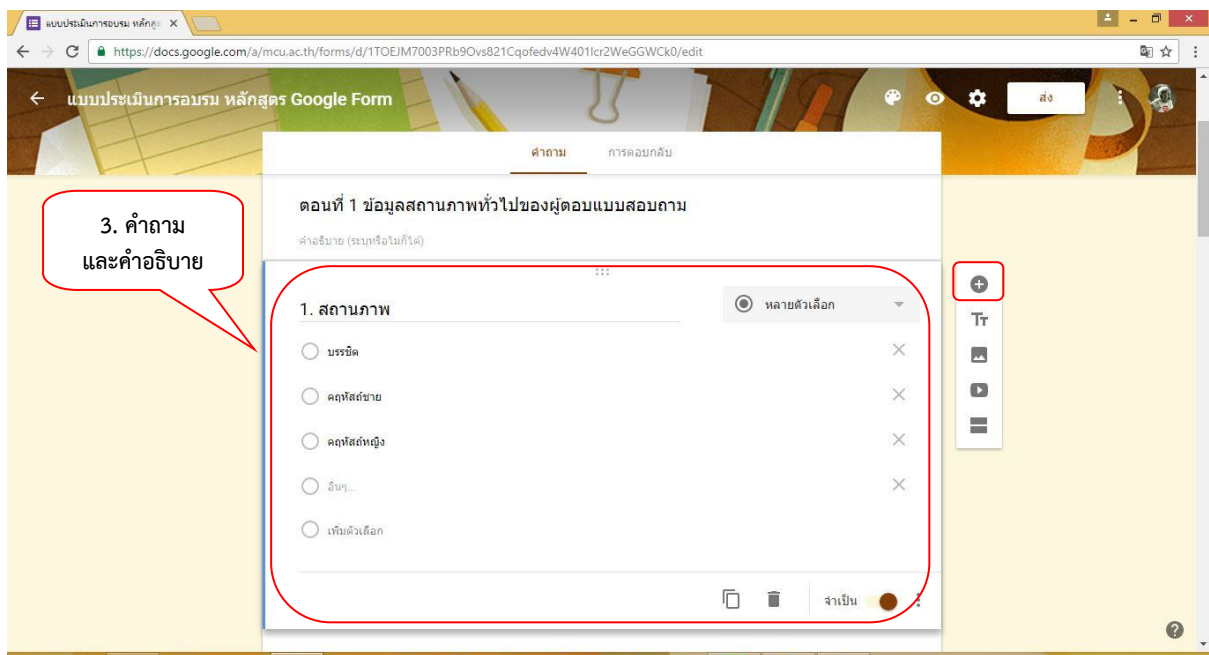 แบบประเมินการอบรม หลักสูต
https://docs.google.com/a/mcu.ac.th/forms/d/1TOEJM7003PRb9Ovs821Cqofedv4W401lcr2WeGGWCk0/edit
แบบประเมินการอบรม หลักสูตร Google Form
ส่ง
คำถาม การตอบกลับ
ตอนที่ 1 ข้อมูลสถานภาพทั่วไปของผู้ตอบแบบสอบถาม
คำอธิบาย (ระบุหรือไม่ก็ได้)
3. คำถาม
และคำอธิบาย
1. สถานภาพ
หลายตัวเลือก
บรรชิต
คฤหัสถ์ชาย
คฤหัสถ์หญิง
อื่นๆ...
เพิ่มตัวเลือก
จำเป็น
Tт